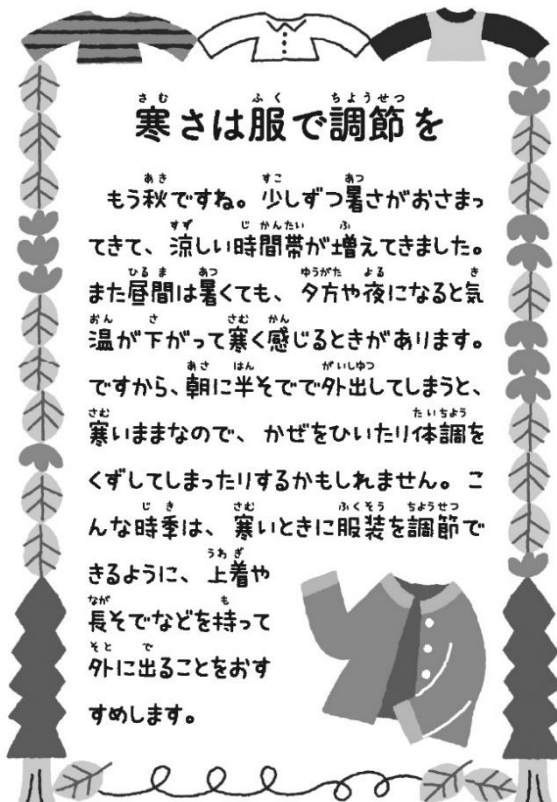 寒さは服で調節を
もう秋ですね。少しずつ暑さがおさまっ
てきて、涼しい時間帯が増えてきました。
また昼間は暑くても、夕方や夜になると気
温が下がって寒く感じるときがあります。
ですから、朝に半そでで外出してしまうと、
寒いままなので、かぜをひいたり体調を
くずしてしまったりするかもしれません。こ
んな時季は、寒いときに服装を調節で
きるように、上着や
長そでなどを持って
外に出ることをおす
すめします。